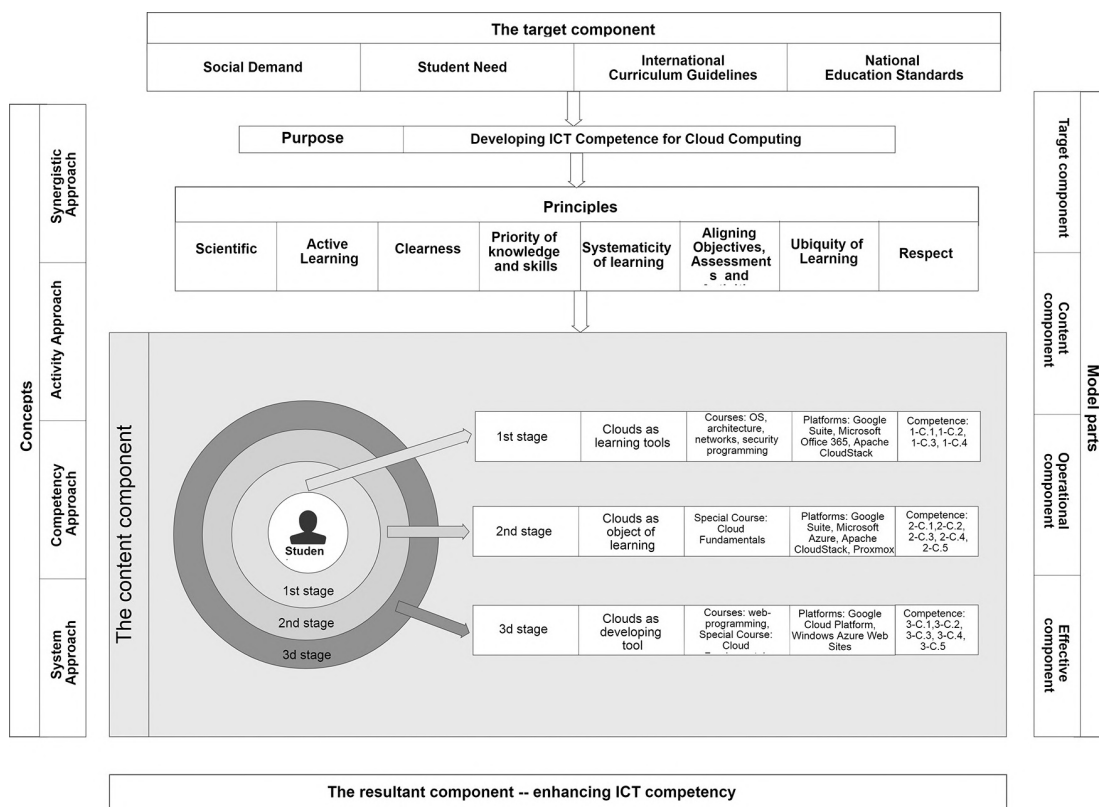 The target component
Social Demand
Student Need
International
Curriculum Guidelines
National
Education Standards
Purpose
Developing ICT Competence for Cloud Computing
Principles
Scientific
Active
Learning
Clearness
Priority of
knowledge
and skills
Systematicity
of learning
Aligning
Objectives,
Assessment
s and
Ubiquity of
Learning
Respect
Concepts
Synergistic
Approach
Activity Approach
Competency
Approach
System
Approach
The content component
Studen
1st stage
2nd stage
3d stage
1st stage
Clouds as
learning tools
Courses: OS,
architecture,
networks, security
programming
Platforms: Google
Suite, Microsoft
Office 365, Apache
CloudStack
Competence:
1-C.1,1-C.2,
1-C.3, 1-C.4
2nd stage
Clouds as
object of
learning
Special Course:
Cloud
Fundamentals
Platforms: Google
Suite, Microsoft
Azure, Apache
CloudStack, Proxmox
Competence:
2-C.1,2-C.2,
2-C.3, 2-C.4,
2-C.5
3d stage
Clouds as
developing
tool
Courses: web-
programming,
Special Course:
Cloud
Platforms: Google
Cloud Platform,
Windows Azure Web
Sites
Competence:
3-C.1,3-C.2,
3-C.3, 3-C.4,
3-C.5
Target component
Content
component
Operational
component
Effective
component
Model parts
The resultant component -- enhancing ICT competency